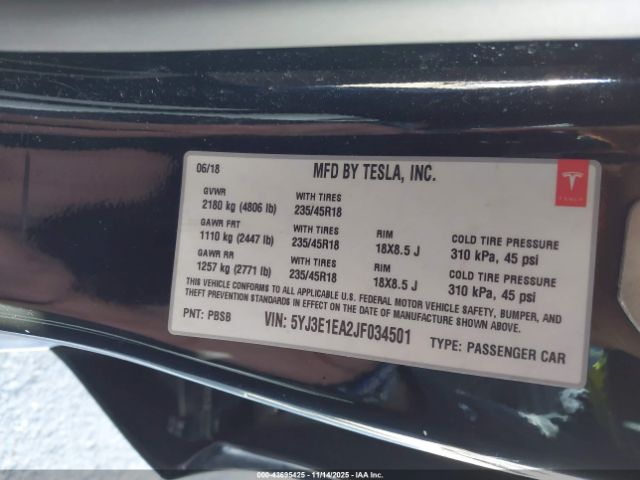 06/18 MFD BY TESLA, INC.
TESLA
GVWR WITH TIRES
2180 kg (4806 lb) 235/45R18
GAWR FRT WITH TIRES RIM COLD TIRE PRESSURE
1110 kg (2447 lb) 235/45R18 18X8.5 J 310 kPa, 45 psi
GAWR RR WITH TIRES RIM COLD TIRE PRESSURE
1257 kg (2771 lb) 235/45R18 18X8.5 J 310 kPa, 45 psi
THIS VEHICLE CONFORMS TO ALL APPLICABLE U.S. FEDERAL MOTOR VEHICLE SAFETY, BUMPER, AND
THEFT PREVENTION STANDARDS IN EFFECT ON THE DATE OF MANUFACTURE SHOWN ABOVE.
PNT: PBSB VIN: 5YJ3E1EA2JF034501 TYPE: PASSENGER CAR
000-43695425 - 11/14/2025 - IAA Inc.